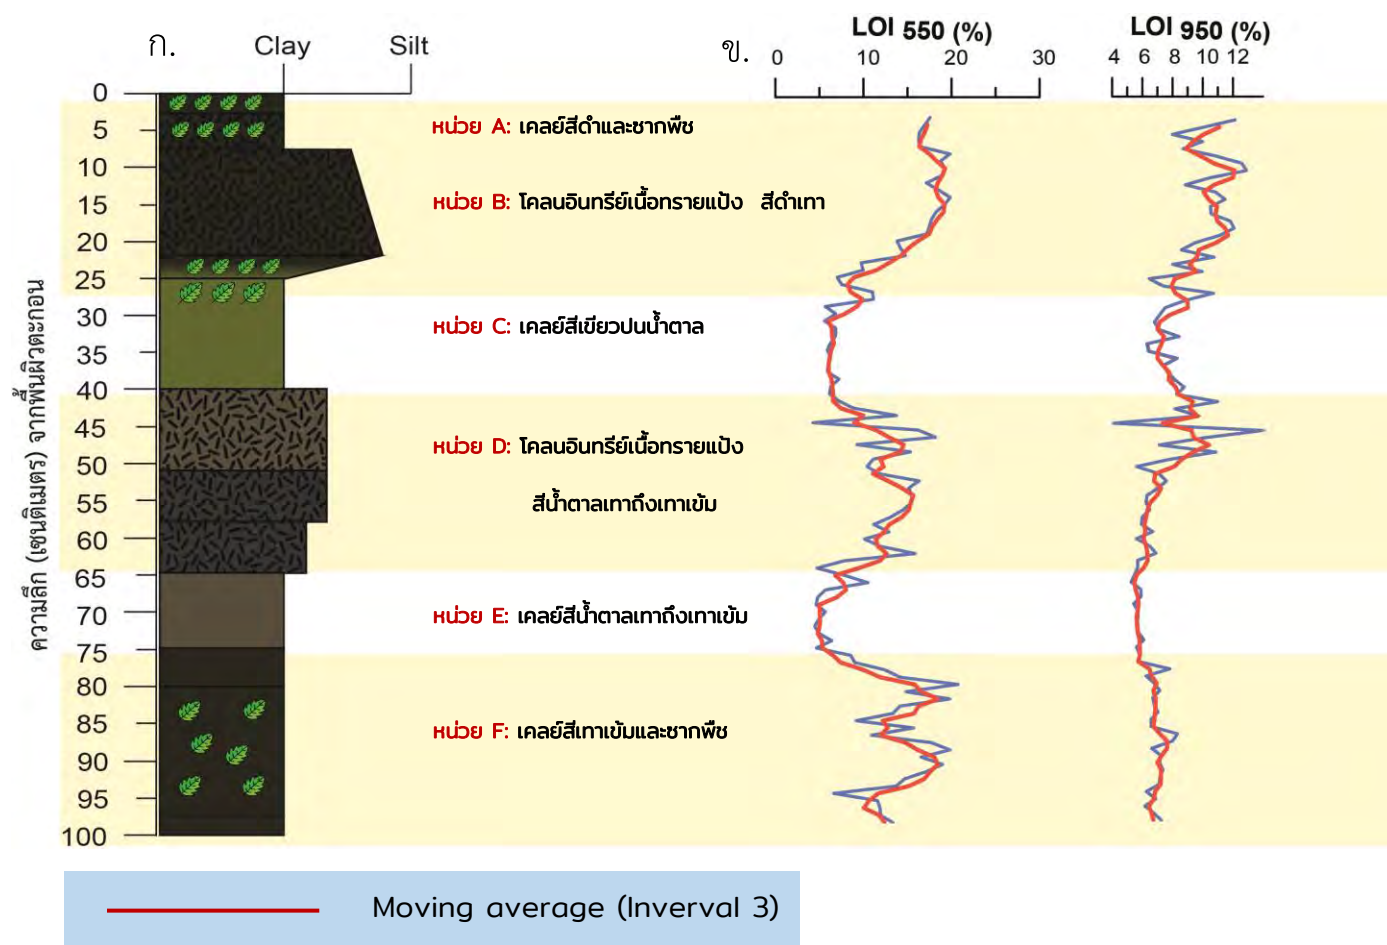 ก.
Clay
Silt
ข.
LOI 550 (%)
0 10 20 30
LOI 950 (%)
4 6 8 10 12
ความลึก (เซนติเมตร) จากพื้นผิวตะกอน
0
5
10
15
20
25
30
35
40
45
50
55
60
65
70
75
80
85
90
95
100
หน่วย A: เคลย์สีดำและซากพืช
หน่วย B: โคลนอินทรีย์เนื้อทรายแป้ง สีดำเทา
หน่วย C: เคลย์สีเขียวปนน้ำตาล
หน่วย D: โคลนอินทรีย์เนื้อทรายแป้ง
สีน้ำตาลเทาถึงเทาเข้ม
หน่วย E: เคลย์สีน้ำตาลเทาถึงเทาเข้ม
หน่วย F: เคลย์สีเทาเข้มและซากพืช
Moving average (Inverval 3)